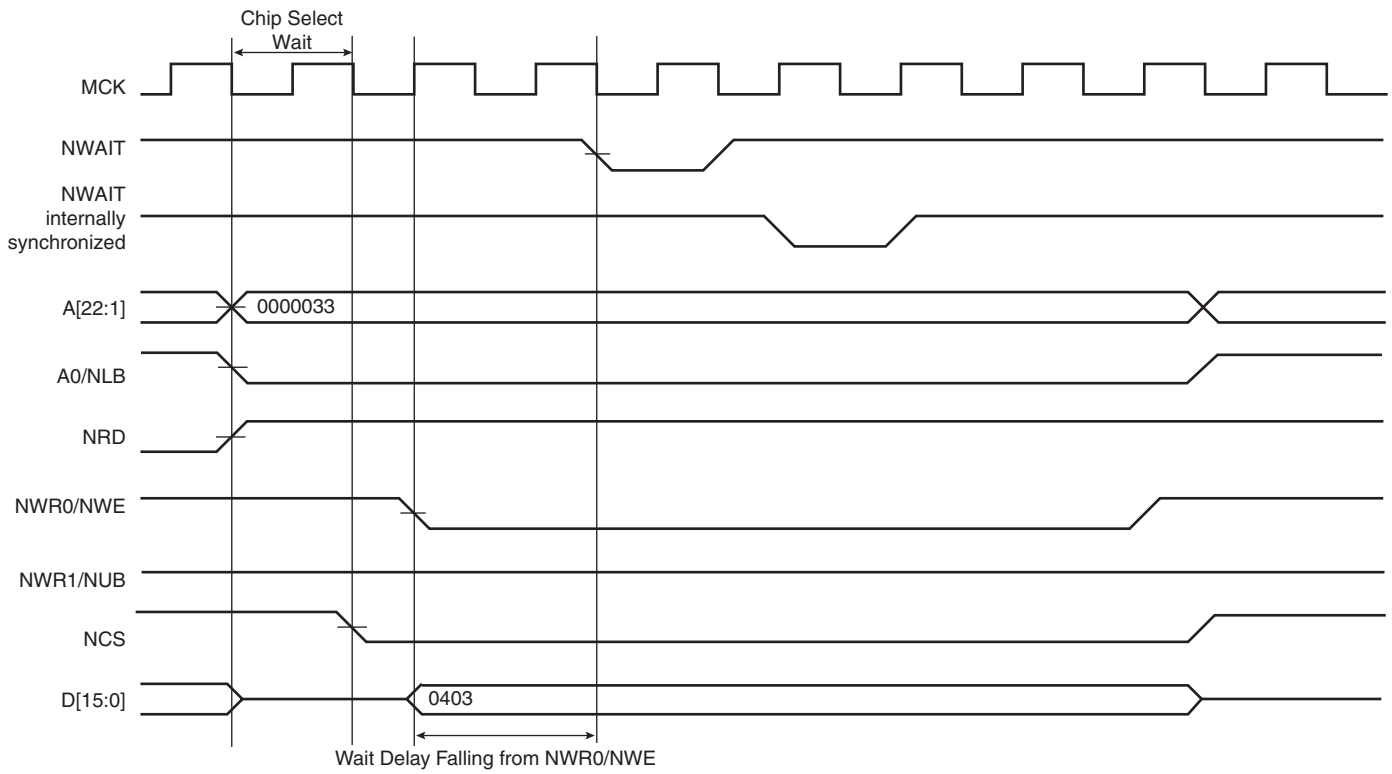 Chip Select
Wait
MCK
NWAIT
NWAIT
internally
synchronized
A[22:1]
0000033
A0/NLB
NRD
NWR0/NWE
NWR1/NUB
NCS
D[15:0]
0403
Wait Delay Falling from NWR0/NWE